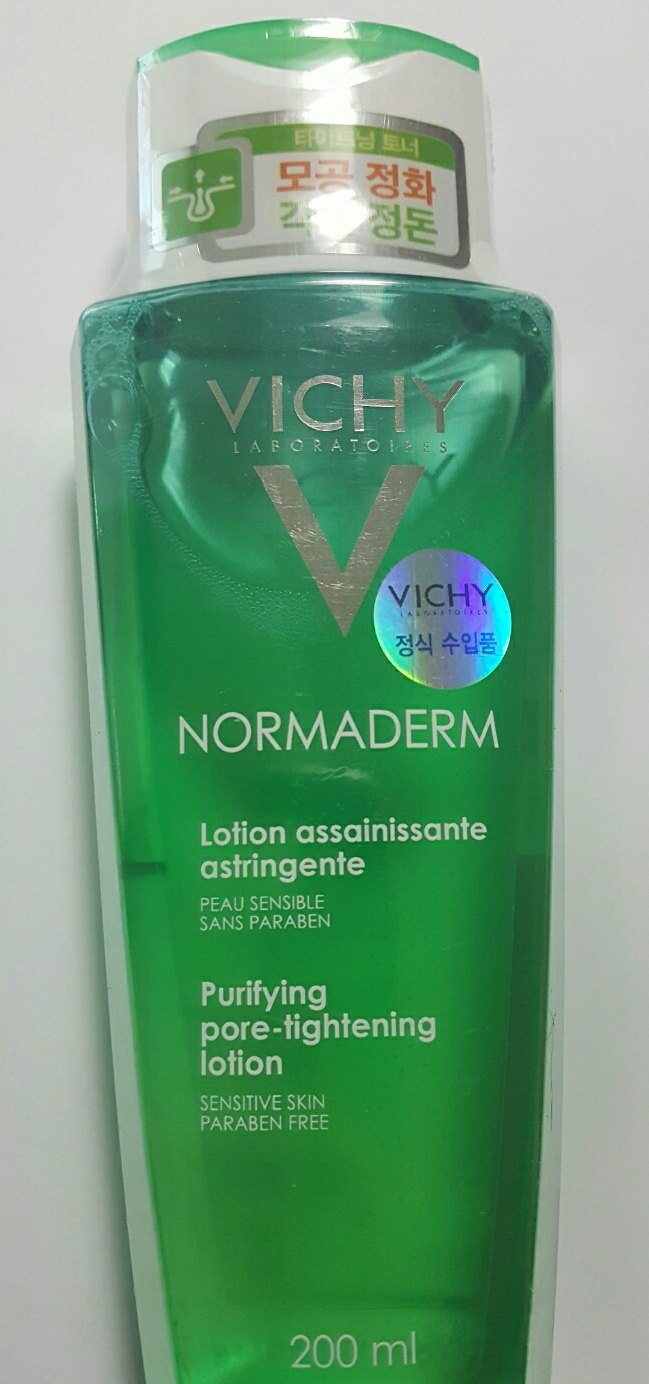 타이트닝 토너
모공 정화
각 정돈
VICHY
LABORATOIRES
V
VICHY
LABORATOIRES
정식 수입품
NORMADERM
Lotion assainissante
astringente
PEAU SENSIBLE
SANS PARABEN
Purifying
pore-tightening
lotion
SENSITIVE SKIN
PARABEN FREE
200 ml